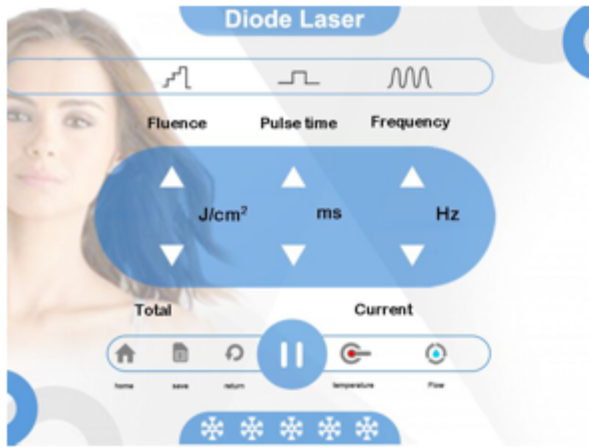 Diode Laser
Fluence Pulse time Frequency
J/cm² ms Hz
Total Current
home save return temperature Flow